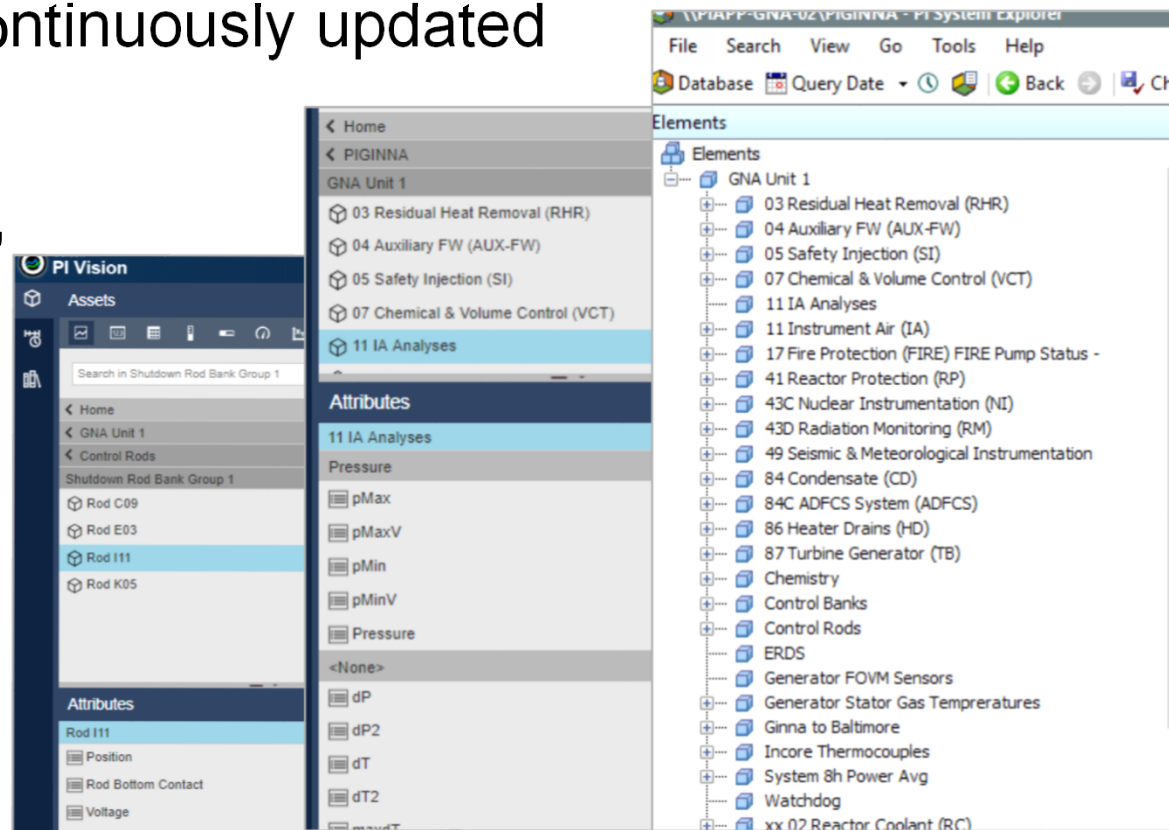 ontinuously updated
,
PI Vision
Assets
Search in Shutdown Rod Bank Group 1
Home
GNA Unit 1
Control Rods
Shutdown Rod Bank Group 1
Rod C09
Rod E03
Rod I11
Rod K05
Attributes
Rod I11
Position
Rod Bottom Contact
Voltage
Home
PIGINNA
GNA Unit 1
03 Residual Heat Removal (RHR)
04 Auxiliary FW (AUX-FW)
05 Safety Injection (SI)
07 Chemical & Volume Control (VCT)
11 IA Analyses
Attributes
11 IA Analyses
Pressure
pMax
pMaxV
pMin
pMinV
Pressure
<None>
dP
dP2
dT
dT2
maxdT
\\PIAPP-GNA-02\PIGINNA - PI System Explorer
File Search View Go Tools Help
Database Query Date Back Ch
Elements
Elements
GNA Unit 1
03 Residual Heat Removal (RHR)
04 Auxiliary FW (AUX-FW)
05 Safety Injection (SI)
07 Chemical & Volume Control (VCT)
11 IA Analyses
11 Instrument Air (IA)
17 Fire Protection (FIRE) FIRE Pump Status -
41 Reactor Protection (RP)
43C Nuclear Instrumentation (NI)
43D Radiation Monitoring (RM)
49 Seismic & Meteorological Instrumentation
84 Condensate (CD)
84C ADFCS System (ADFCS)
86 Heater Drains (HD)
87 Turbine Generator (TB)
Chemistry
Control Banks
Control Rods
ERDS
Generator FOVM Sensors
Generator Stator Gas Tempreratures
Ginna to Baltimore
Incore Thermocouples
System 8h Power Avg
Watchdog
xx 02 Reactor Coolant (RC)